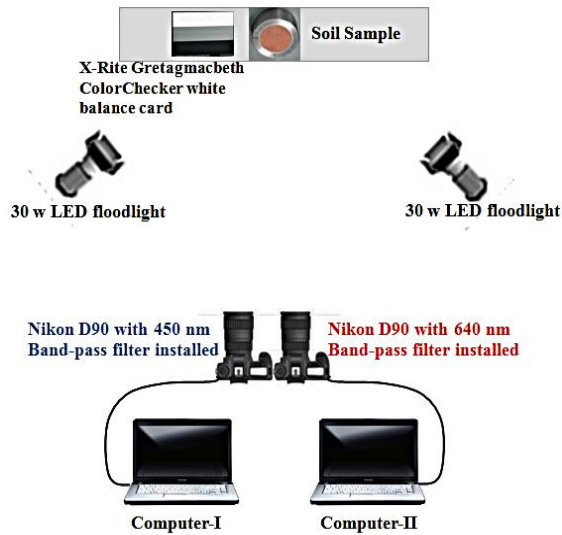 Soil Sample
X-Rite Gretagmacbeth
ColorChecker white
balance card
30 w LED floodlight
30 w LED floodlight
Nikon D90 with 450 nm
Band-pass filter installed
Nikon D90 with 640 nm
Band-pass filter installed
Computer-I
Computer-II